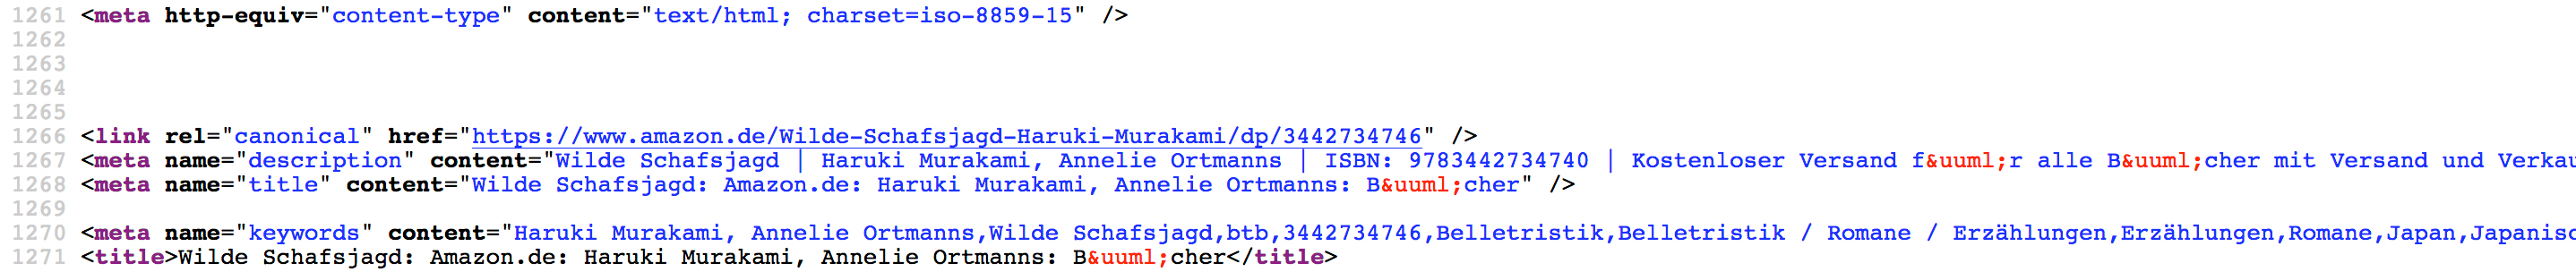 1261 <meta http-equiv="content-type" content="text/html; charset=iso-8859-15" />
1262
1263
1264
1265
1266 <link rel="canonical" href="https://www.amazon.de/Wilde-Schafsjagd-Haruki-Murakami/dp/3442734746" />
1267 <meta name="description" content="Wilde Schafsjagd | Haruki Murakami, Annelie Ortmanns | ISBN: 9783442734740 | Kostenloser Versand f&uuml;r alle B&uuml;cher mit Versand und Verkau
1268 <meta name="title" content="Wilde Schafsjagd: Amazon.de: Haruki Murakami, Annelie Ortmanns: B&uuml;cher" />
1269
1270 <meta name="keywords" content="Haruki Murakami, Annelie Ortmanns,Wilde Schafsjagd,btb,3442734746,Belletristik,Belletristik / Romane / Erzählungen,Erzählungen,Romane,Japan,Japanisc
1271 <title>Wilde Schafsjagd: Amazon.de: Haruki Murakami, Annelie Ortmanns: B&uuml;cher</title>